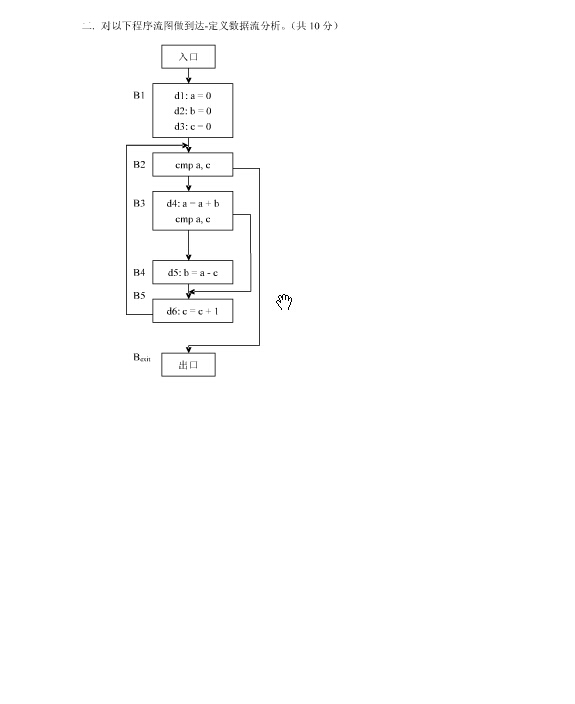 二. 对以下程序流图做到达-定义数据流分析。（共 10 分）
入口
B1
d1: a = 0
d2: b = 0
d3: c = 0
B2
cmp a, c
B3
d4: a = a + b
cmp a, c
B4
d5: b = a - c
B5
d6: c = c + 1
Bexit
出口